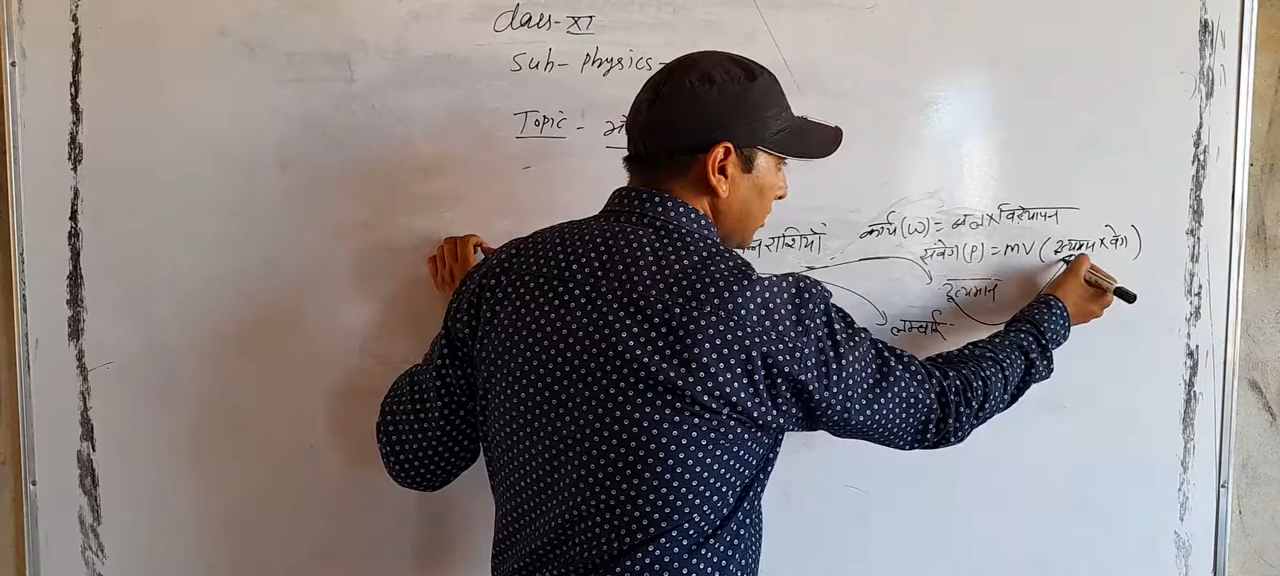 Class-XI
Sub-Physics-
Topic -
राशियों
कार्य (W) = बल x विस्थापन
संवेग (P) = MV (द्रव्यमान x वेग)
द्रव्यमान
लम्बाई